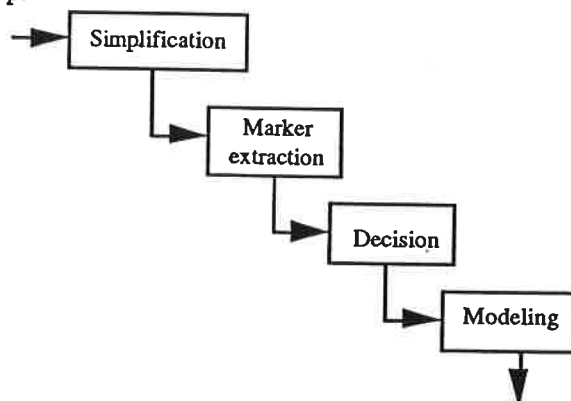 Simplification
Marker
extraction
Decision
Modeling